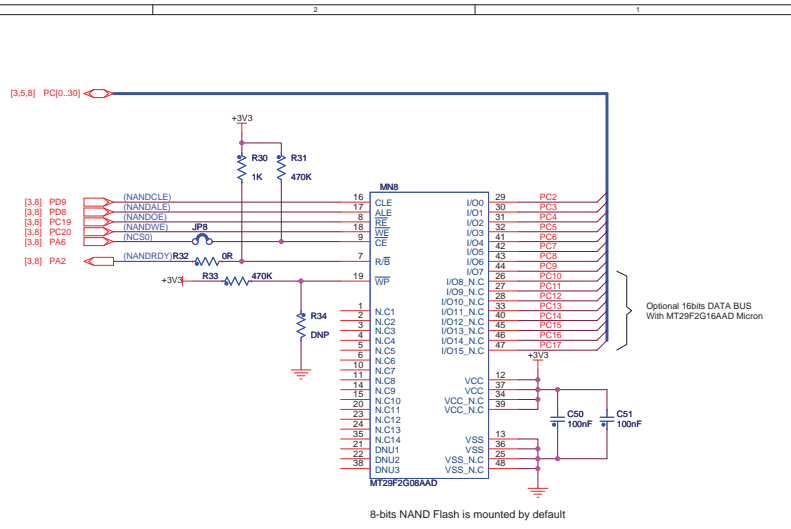 2 1
[3,5,8] PC[0..30]
+3V3
R30 R31
1K 470K
MN8
[3,8] PD9 (NANDCLE) 16 CLE I/O0 29 PC2
[3,8] PD8 (NANDALE) 17 ALE I/O1 30 PC3
[3,8] PC19 (NANDOE) 8 RE I/O2 31 PC4
[3,8] PC20 (NANDWE) 18 WE I/O3 32 PC5
[3,8] PA6 (NCS0) JP8 9 CE I/O4 41 PC6
I/O5 42 PC7
[3,8] PA2 (NANDRDY) R32 0R 7 R/B I/O6 43 PC8
I/O7 44 PC9
+3V3 R33 470K 19 WP I/O8_N.C 26 PC10
I/O9_N.C 27 PC11
I/O10_N.C 28 PC12
1 N.C1 I/O11_N.C 33 PC13
2 N.C2 I/O12_N.C 40 PC14
3 N.C3 I/O13_N.C 45 PC15
4 N.C4 I/O14_N.C 46 PC16
5 N.C5 I/O15_N.C 47 PC17
R34
DNP
Optional 16bits DATA BUS
With MT29F2G16AAD Micron
+3V3
6 N.C6
10 N.C7
11 N.C8 VCC 12
14 N.C9 VCC 37
15 N.C10 VCC_N.C 34
20 N.C11 VCC_N.C 39
23 N.C12
24 N.C13
35 N.C14 VSS 13
21 DNU1 VSS 36
22 DNU2 VSS_N.C 25
38 DNU3 VSS_N.C 48
C50 C51
100nF 100nF
MT29F2G08AAD
8-bits NAND Flash is mounted by default